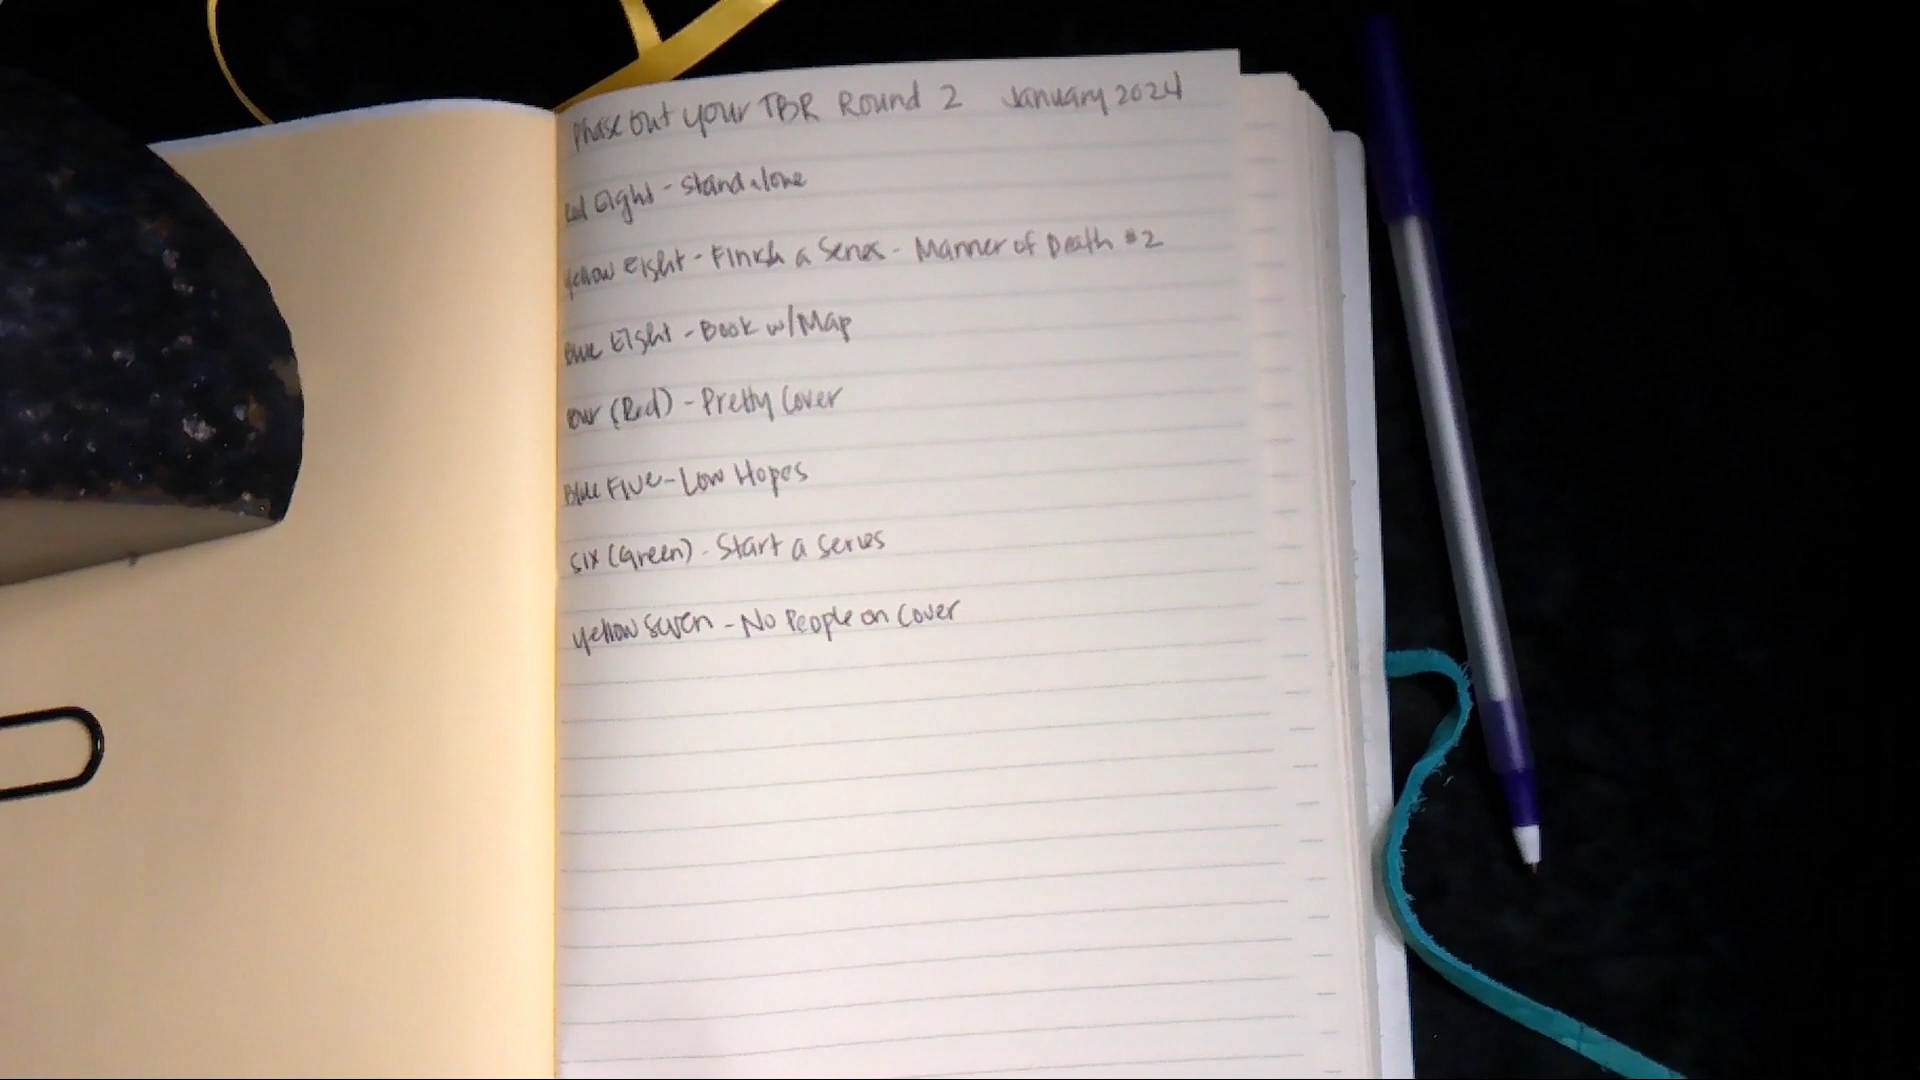 Phase out your TBR Round 2 January 2024
Red Eight - Standalone
Yellow Eight - Finish a Series - Manner of Death #2
Blue Eight - Book w/Map
Four (Red) - Pretty Cover
Blue Five - Low Hopes
Six (Green) - Start a Series
Yellow Seven - No People on Cover